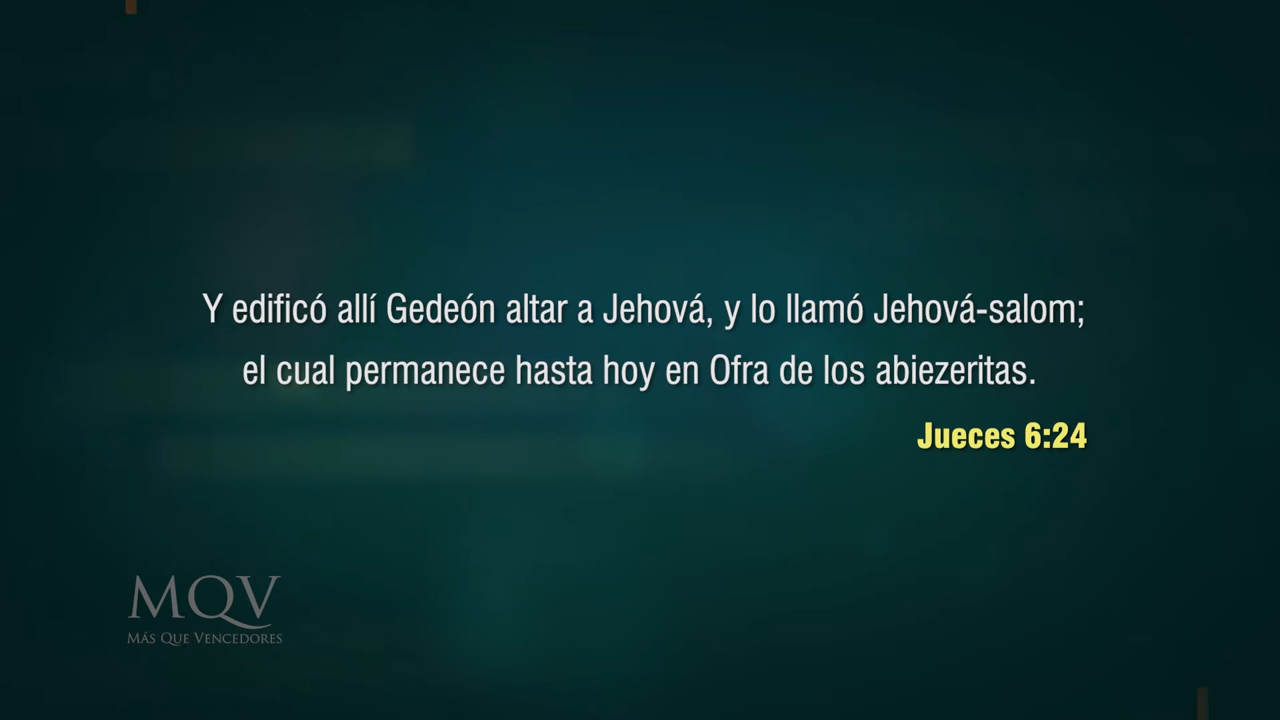 Y edificó allí Gedeón altar a Jehová, y lo llamó Jehová-salom;
el cual permanece hasta hoy en Ofra de los abiezeritas.
Jueces 6:24
MQV
MÁS QUE VENCEDORES